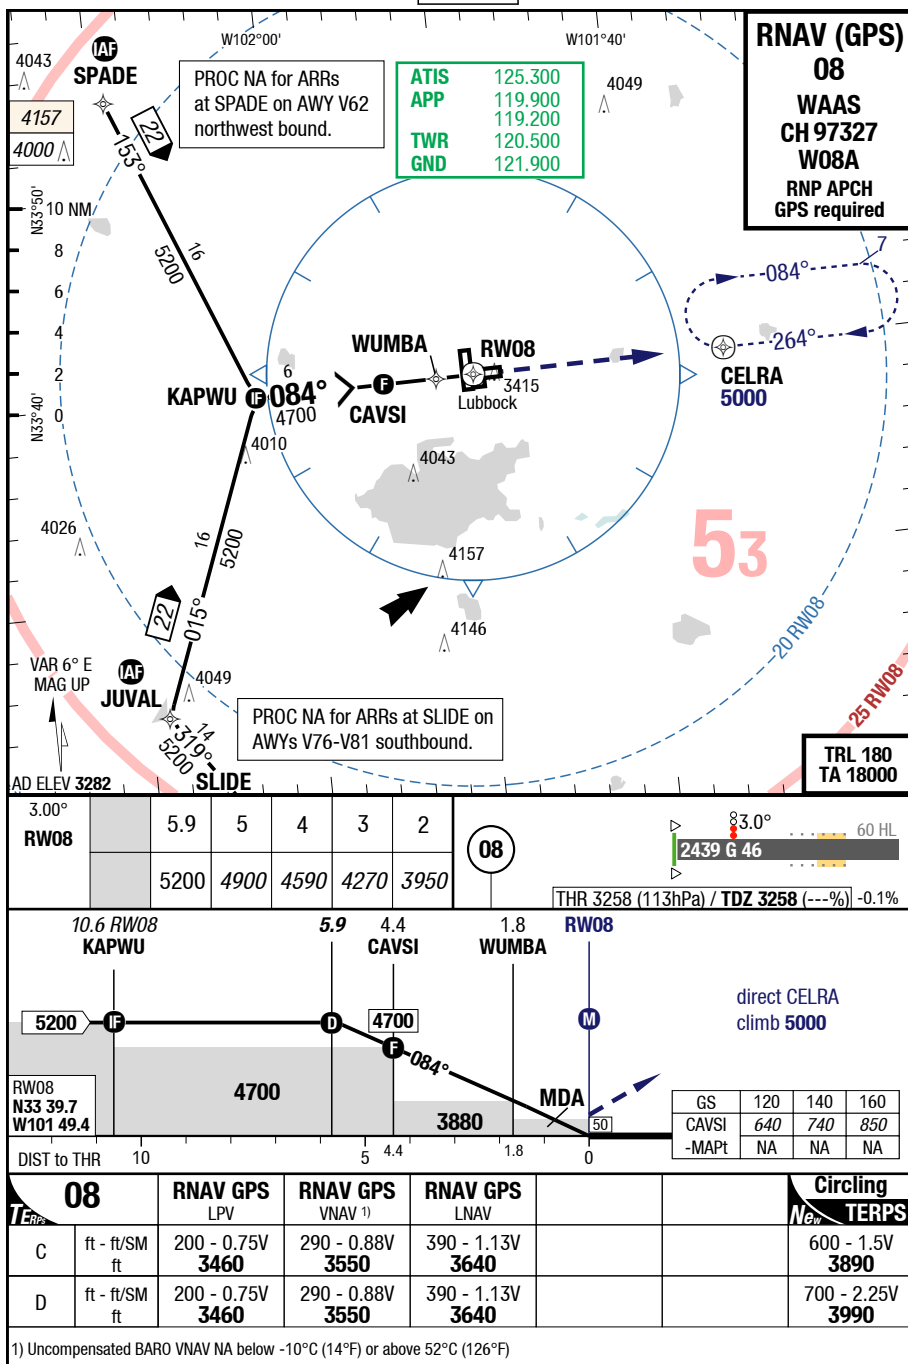 RNAV (GPS)
08
WAAS
CH 97327
W08A
RNP APCH
GPS required
W102°00'
W101°40'
4043
IAF
SPADE
PROC NA for ARRs
at SPADE on AWY V62
northwest bound.
ATIS 125.300
APP 119.900
119.200
TWR 120.500
GND 121.900
4049
4157
4000
22
153°
N33°50'
10 NM
8
6
4
2
0
N33°40'
16
5200
7
084°
264°
CELRA
5000
WUMBA
RW08
3415
Lubbock
KAPWU
IF
6
084°
4700
F
CAVSI
4010
4043
4026
16
5200
53
4157
4146
22
015°
20 RW08
25 RW08
VAR 6° E
MAG UP
IAF
JUVAL
4049
14
319°
5200
SLIDE
PROC NA for ARRs at SLIDE on
AWYs V76-V81 southbound.
AD ELEV 3282
TRL 180
TA 18000
3.00°
RW08
5.9 5 4 3 2
5200 4900 4590 4270 3950
08
3.0°
60 HL
2439 G 46
THR 3258 (113hPa) / TDZ 3258 (---%) -0.1%
10.6 RW08 5.9 4.4 1.8 RW08
KAPWU CAVSI WUMBA
5200
IF
D
4700
F
M
direct CELRA
climb 5000
084°
RW08
N33 39.7
W101 49.4
4700
3880
MDA
50
GS 120 140 160
CAVSI 640 740 850
-MAPt NA NA NA
DIST to THR 10 5 4.4 1.8 0
TERPS 08 RNAV GPS RNAV GPS RNAV GPS Circling
LPV VNAV 1) LNAV New TERPS
C ft - ft/SM 200 - 0.75V 290 - 0.88V 390 - 1.13V 600 - 1.5V
ft 3460 3550 3640 3890
D ft - ft/SM 200 - 0.75V 290 - 0.88V 390 - 1.13V 700 - 2.25V
ft 3460 3550 3640 3990
1) Uncompensated BARO VNAV NA below -10°C (14°F) or above 52°C (126°F)